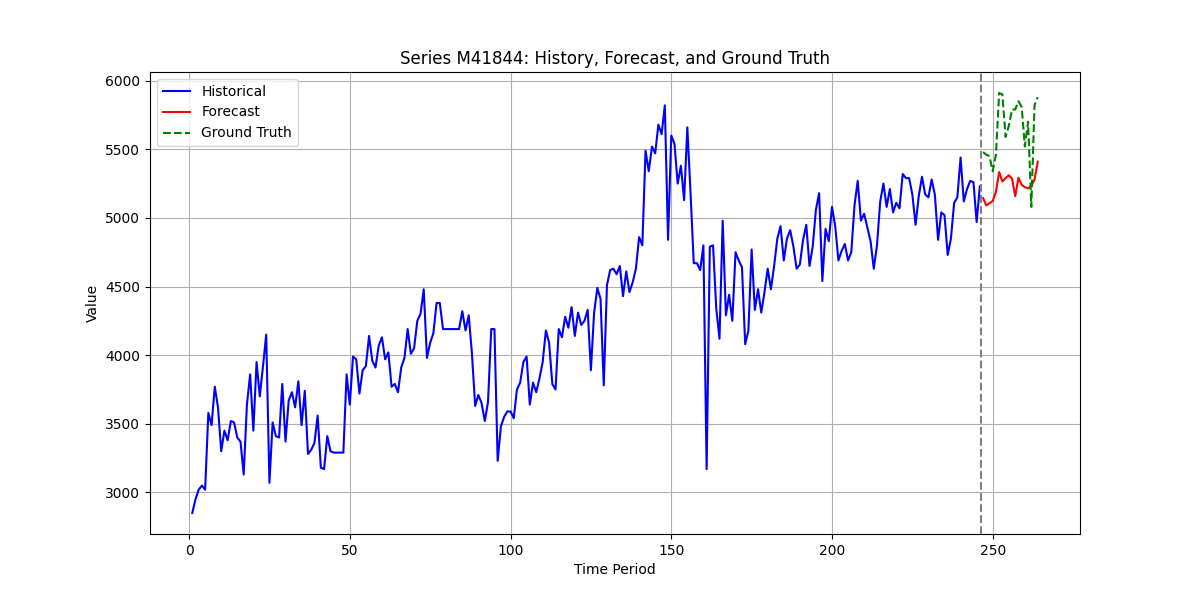 Series M41844: History, Forecast, and Ground Truth
Historical
Forecast
Ground Truth
6000
5500
5000
4500
4000
3500
3000
Value
0
50
100
150
200
250
Time Period